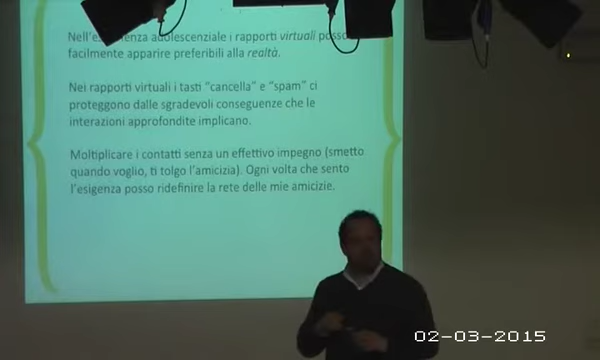 Nell'es enza adolescenziale i rapporti virtuali posso
facilmente apparire preferibili alla realtà.
Nei rapporti virtuali i tasti "cancella" e "spam" ci
proteggono dalle sgradevoli conseguenze che le
interazioni approfondite implicano.
Moltiplicare i contatti senza un effettivo impegno (smetto
quando voglio, ti tolgo l'amicizia). Ogni volta che sento
l'esigenza posso ridefinire la rete delle mie amicizie.
02-03-2015